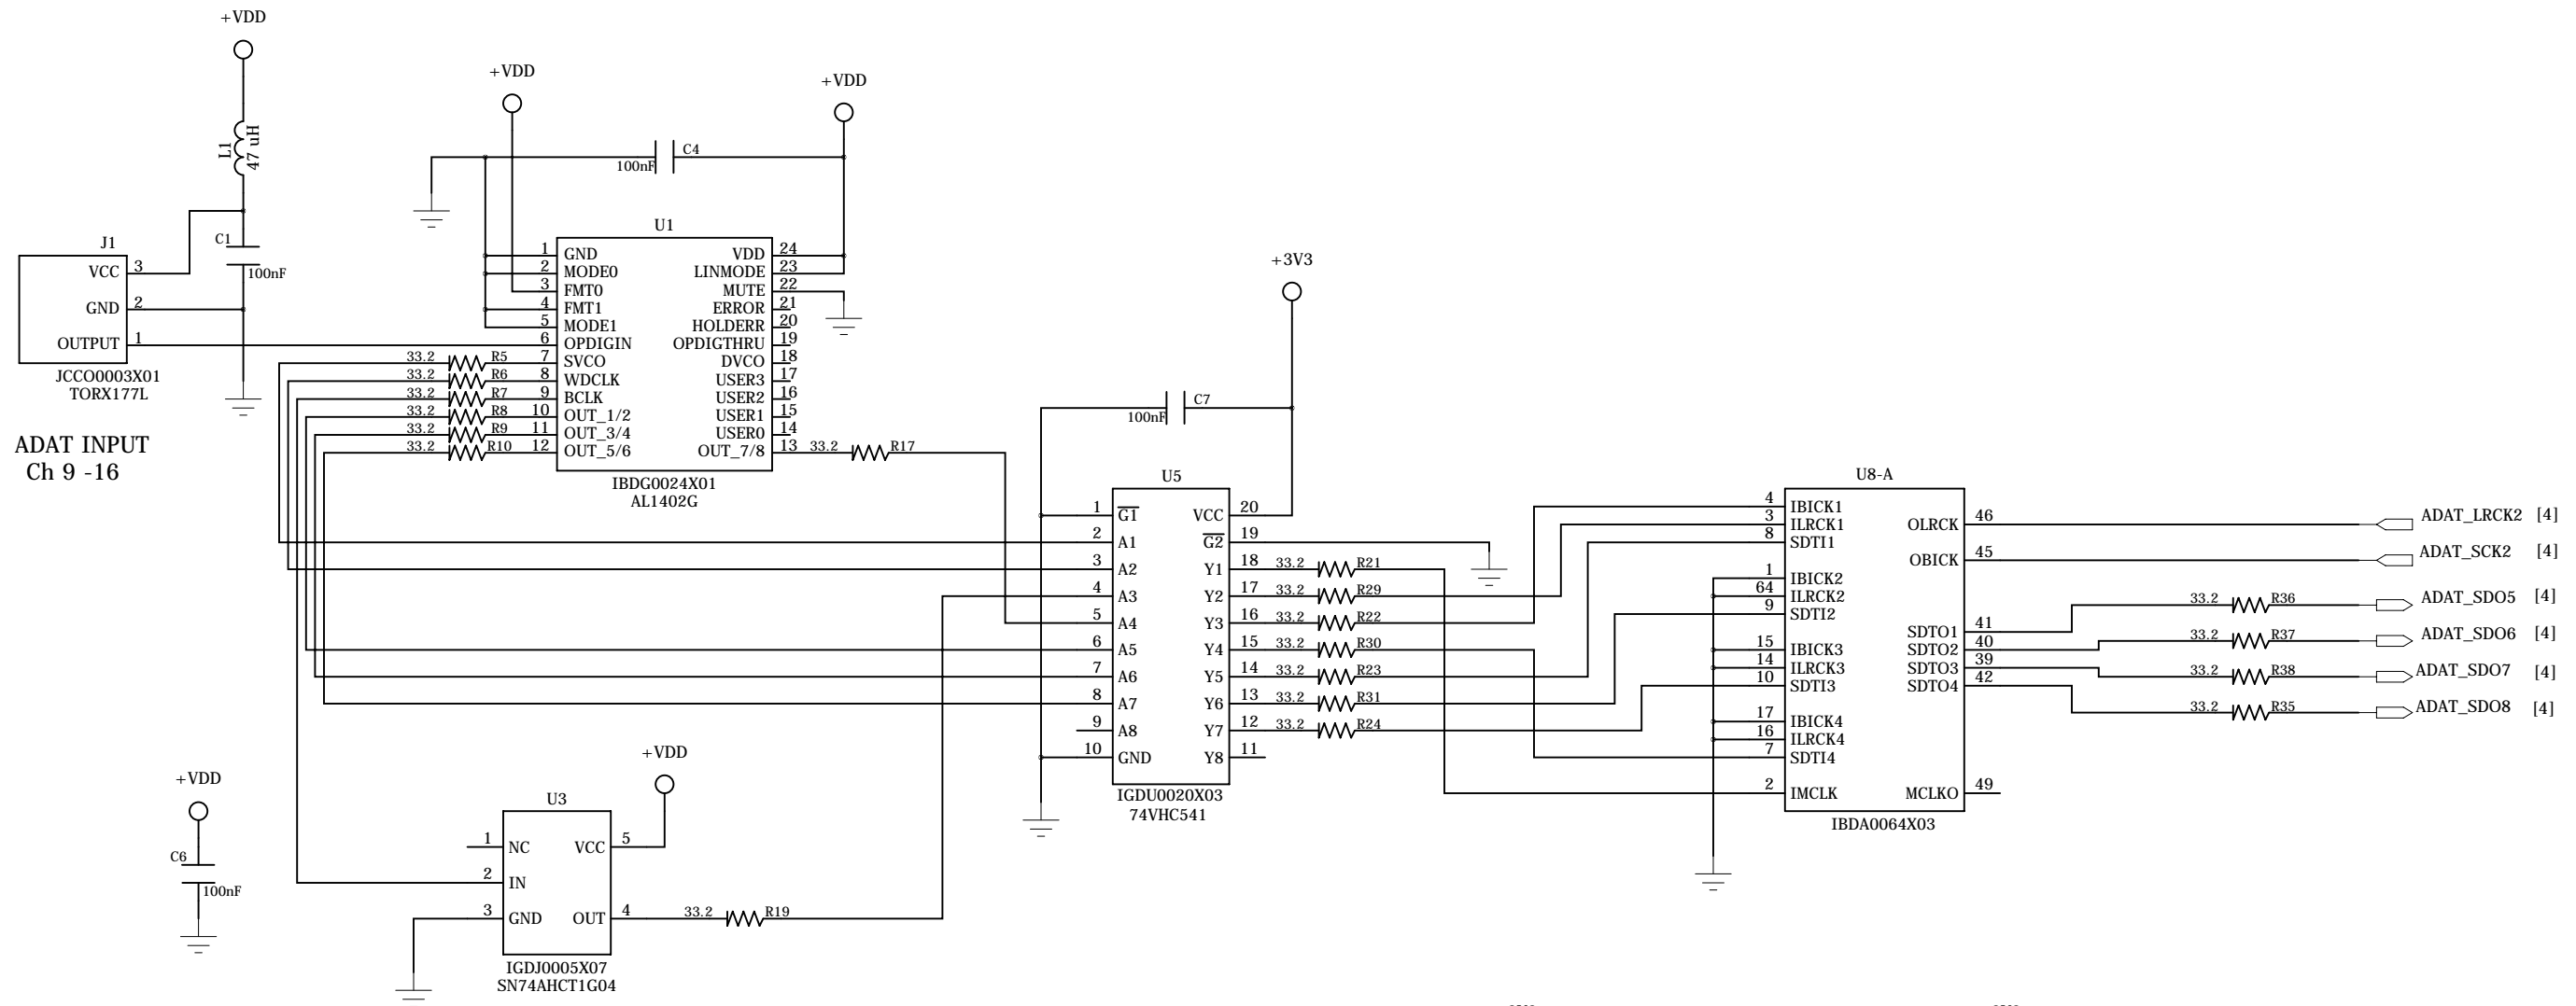 +VDD
L1
47 uH
J1
VCC 3
GND 2
OUTPUT 1
JCCO0003X01
TORX177L
C1
100nF
ADAT INPUT
Ch 9 -16
+VDD
+VDD
C4
100nF
U1
1 GND VDD 24
2 MODE0 LINMODE 23
3 FMT0 MUTE 22
4 FMT1 ERROR 21
5 MODE1 HOLDERR 20
6 OPDIGIN OPDIGTHRU 19
33.2 R5 7 SVCO DVCO 18
33.2 R6 8 WDCLK USER3 17
33.2 R7 9 BCLK USER2 16
33.2 R8 10 OUT_1/2 USER1 15
33.2 R9 11 OUT_3/4 USER0 14
33.2 R10 12 OUT_5/6 OUT_7/8 13 33.2 R17
IBDG0024X01
AL1402G
+3V3
C7
100nF
U5
1 G1 VCC 20
2 A1 G2 19
3 A2 Y1 18 33.2 R21
4 A3 Y2 17 33.2 R29
5 A4 Y3 16 33.2 R22
6 A5 Y4 15 33.2 R30
7 A6 Y5 14 33.2 R23
8 A7 Y6 13 33.2 R31
9 A8 Y7 12 33.2 R24
10 GND Y8 11
IGDU0020X03
74VHC541
U8-A
4 IBICK1
3 ILRCK1 OLRCK 46 ADAT_LRCK2 [4]
8 SDTI1
OBICK 45 ADAT_SCK2 [4]
1 IBICK2
64 ILRCK2
9 SDTI2
33.2 R36 ADAT_SDO5 [4]
SDTO1 41
15 IBICK3 SDTO2 40 33.2 R37 ADAT_SDO6 [4]
14 ILRCK3 SDTO3 39 33.2 R38 ADAT_SDO7 [4]
10 SDTI3 SDTO4 42
33.2 R35 ADAT_SDO8 [4]
17 IBICK4
16 ILRCK4
7 SDTI4
2 IMCLK MCLKO 49
IBDA0064X03
+VDD
C6
100nF
+VDD
U3
1 NC VCC 5
2 IN
3 GND OUT 4 33.2 R19
IGDJ0005X07
SN74AHCT1G04